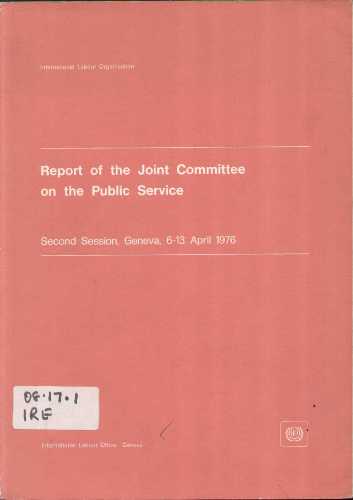 International Labour Organisation
Report of the Joint Committee
on the Public Service
Second Session, Geneva, 6-13 April 1976
08.17.1
IRE
International Labour Office Geneva